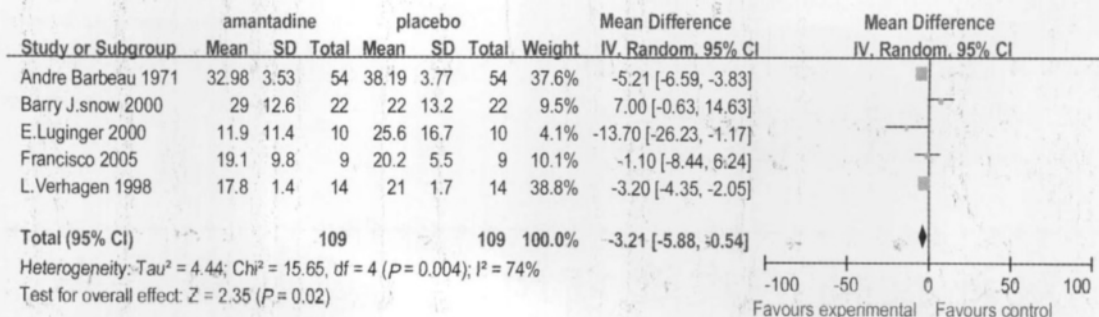 amantadine placebo Mean Difference Mean Difference
Study or Subgroup Mean SD Total Mean SD Total Weight IV, Random, 95% CI IV, Random, 95% CI
Andre Barbeau 1971 32.98 3.53 54 38.19 3.77 54 37.6% -5.21 [-6.59, -3.83]
Barry J.snow 2000 29 12.6 22 22 13.2 22 9.5% 7.00 [-0.63, 14.63]
E.Luginger 2000 11.9 11.4 10 25.6 16.7 10 4.1% -13.70 [-26.23, -1.17]
Francisco 2005 19.1 9.8 9 20.2 5.5 9 10.1% -1.10 [-8.44, 6.24]
L.Verhagen 1998 17.8 1.4 14 21 1.7 14 38.8% -3.20 [-4.35, -2.05]
Total (95% CI) 109 109 100.0% -3.21 [-5.88, -0.54]
Heterogeneity: Tau² = 4.44; Chi² = 15.65, df = 4 (P = 0.004); I² = 74%
Test for overall effect: Z = 2.35 (P = 0.02)
-100 -50 0 50 100
Favours experimental Favours control